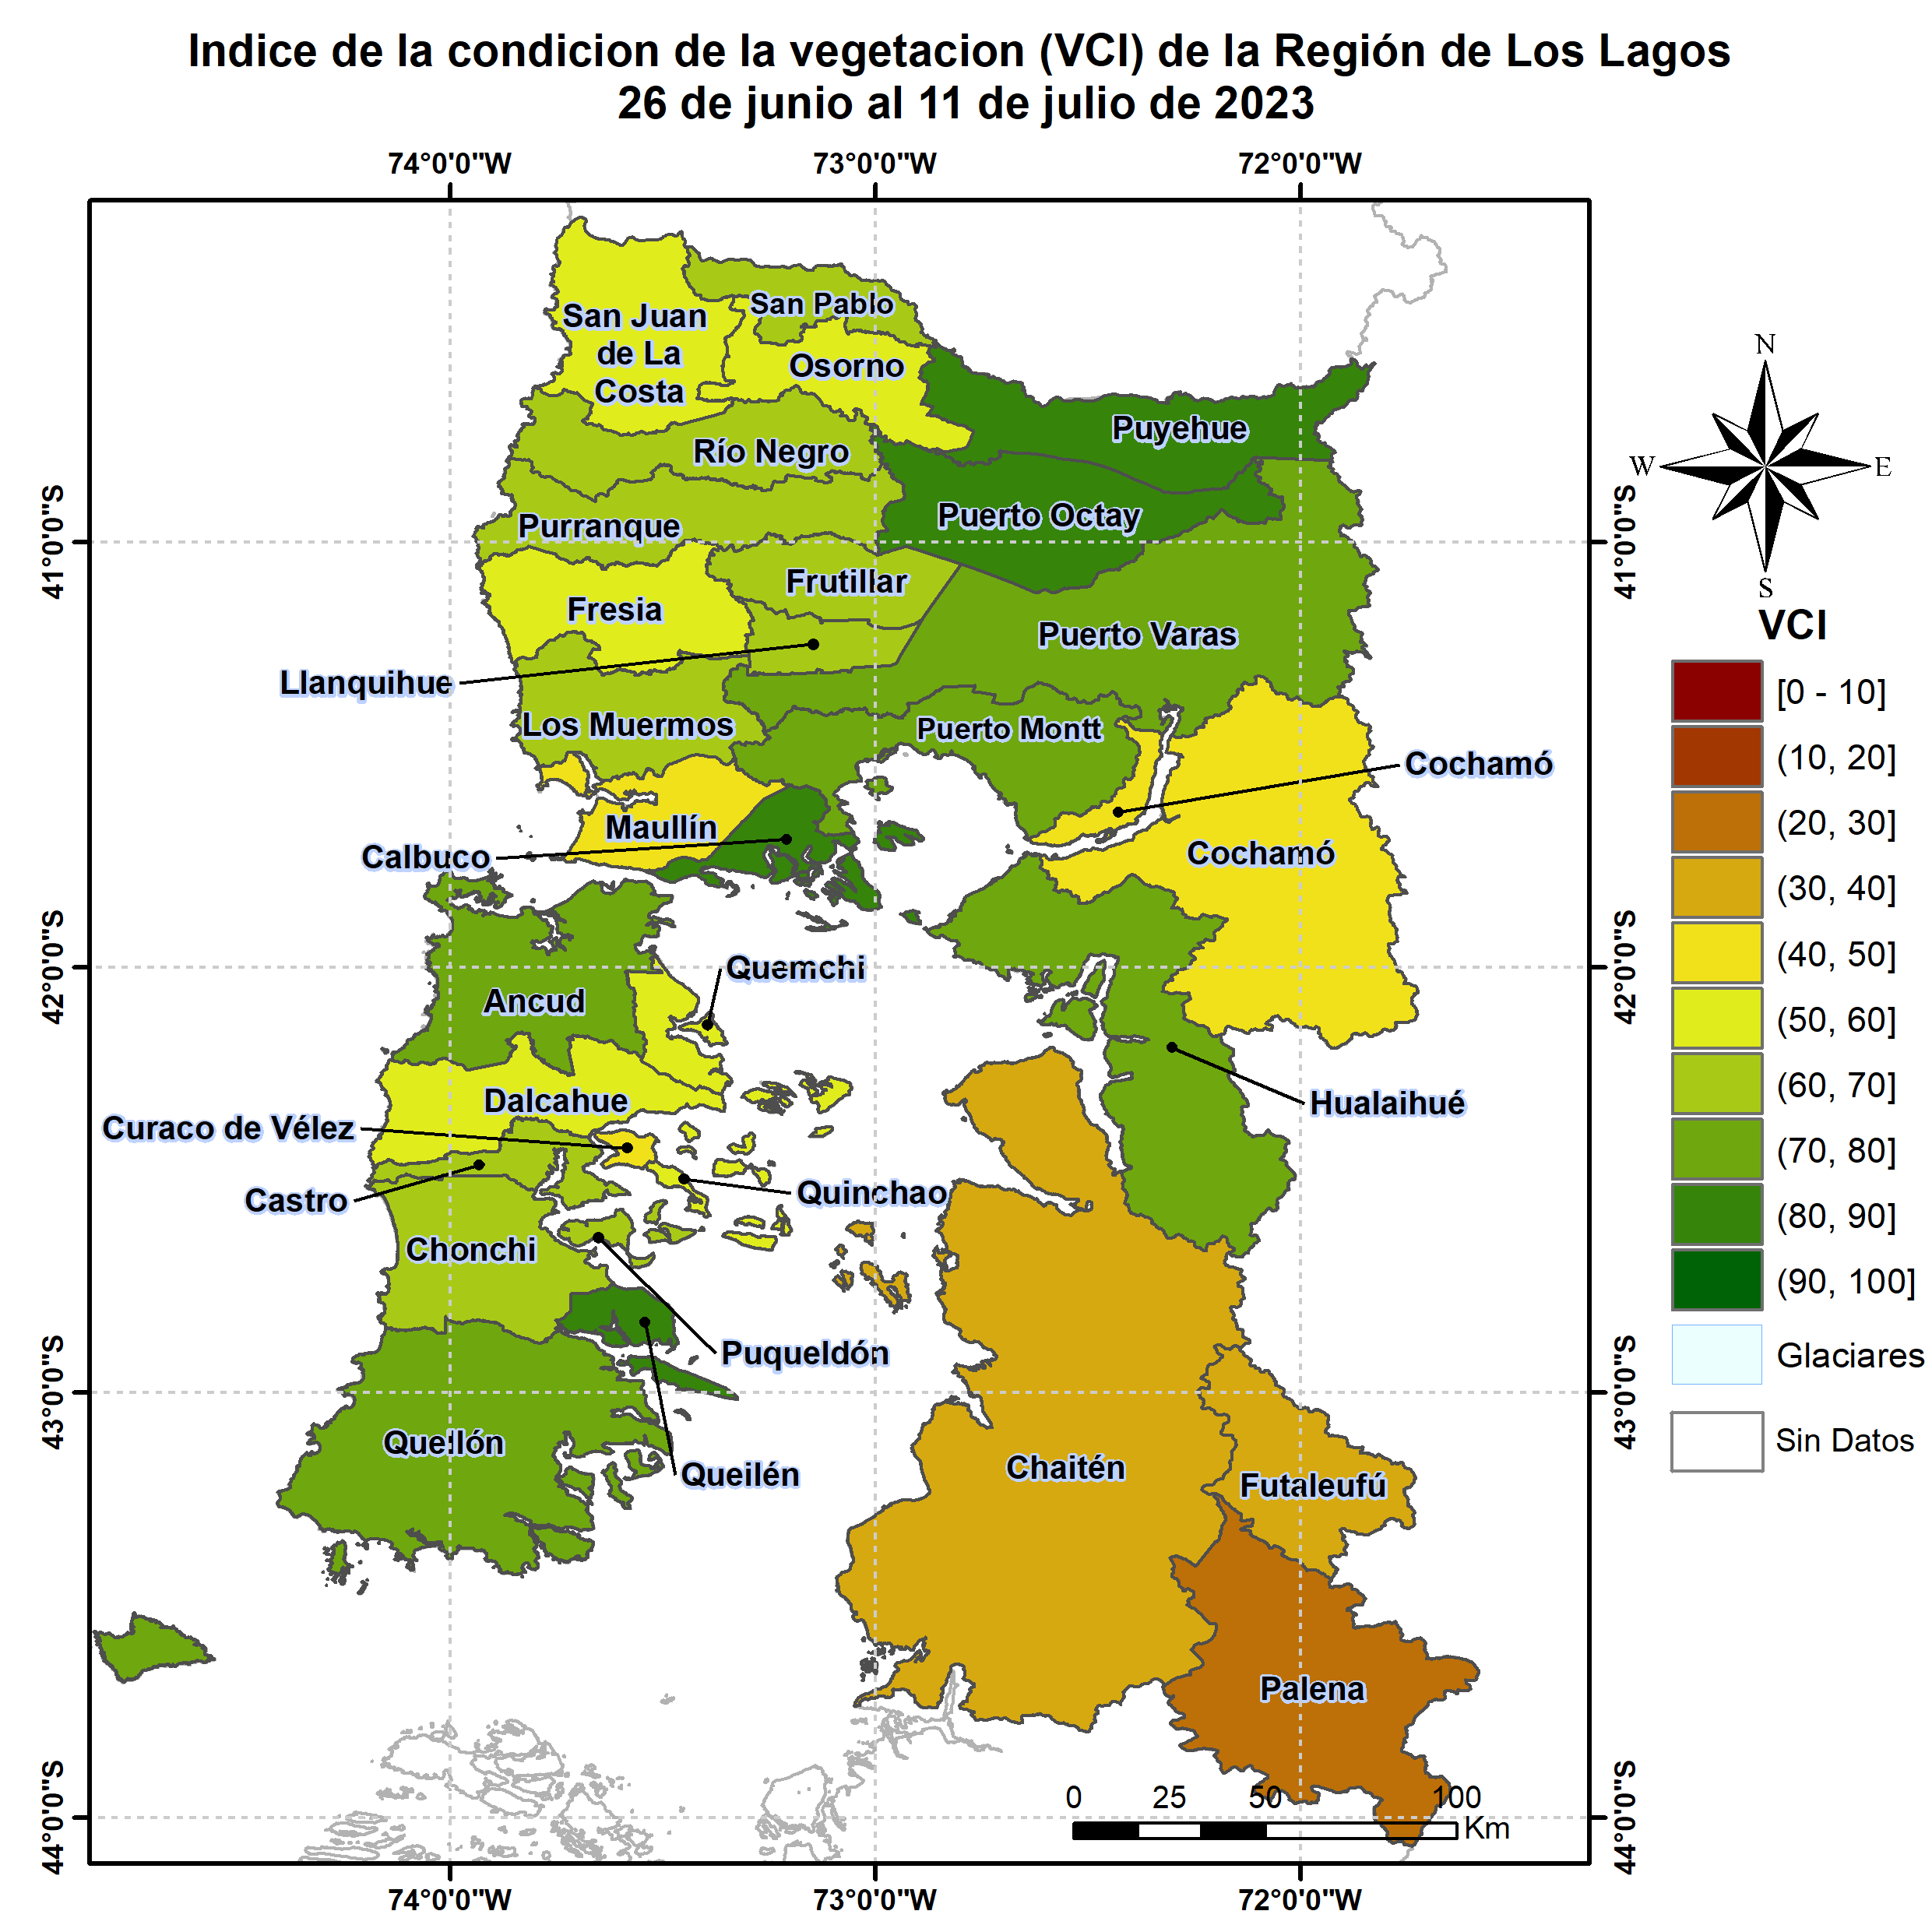 Indice de la condicion de la vegetacion (VCI) de la Región de Los Lagos
26 de junio al 11 de julio de 2023
74°0'0"W
73°0'0"W
72°0'0"W
San Juan
de La
Costa
San Pablo
Osorno
Puyehue
Río Negro
Puerto Octay
Purranque
Frutillar
Fresia
Puerto Varas
Llanquihue
Los Muermos
Puerto Montt
Cochamó
Maullín
Calbuco
Cochamó
Quemchi
Ancud
Dalcahue
Hualaihué
Curaco de Vélez
Castro
Quinchao
Chonchi
Puqueldón
Quellón
Queilén
Chaitén
Futaleufú
Palena
0 25 50 100
Km
41°0'0"S
42°0'0"S
43°0'0"S
44°0'0"S
41°0'0"S
42°0'0"S
43°0'0"S
44°0'0"S
74°0'0"W
73°0'0"W
72°0'0"W
N
W
E
S
VCI
[0 - 10]
(10, 20]
(20, 30]
(30, 40]
(40, 50]
(50, 60]
(60, 70]
(70, 80]
(80, 90]
(90, 100]
Glaciares
Sin Datos